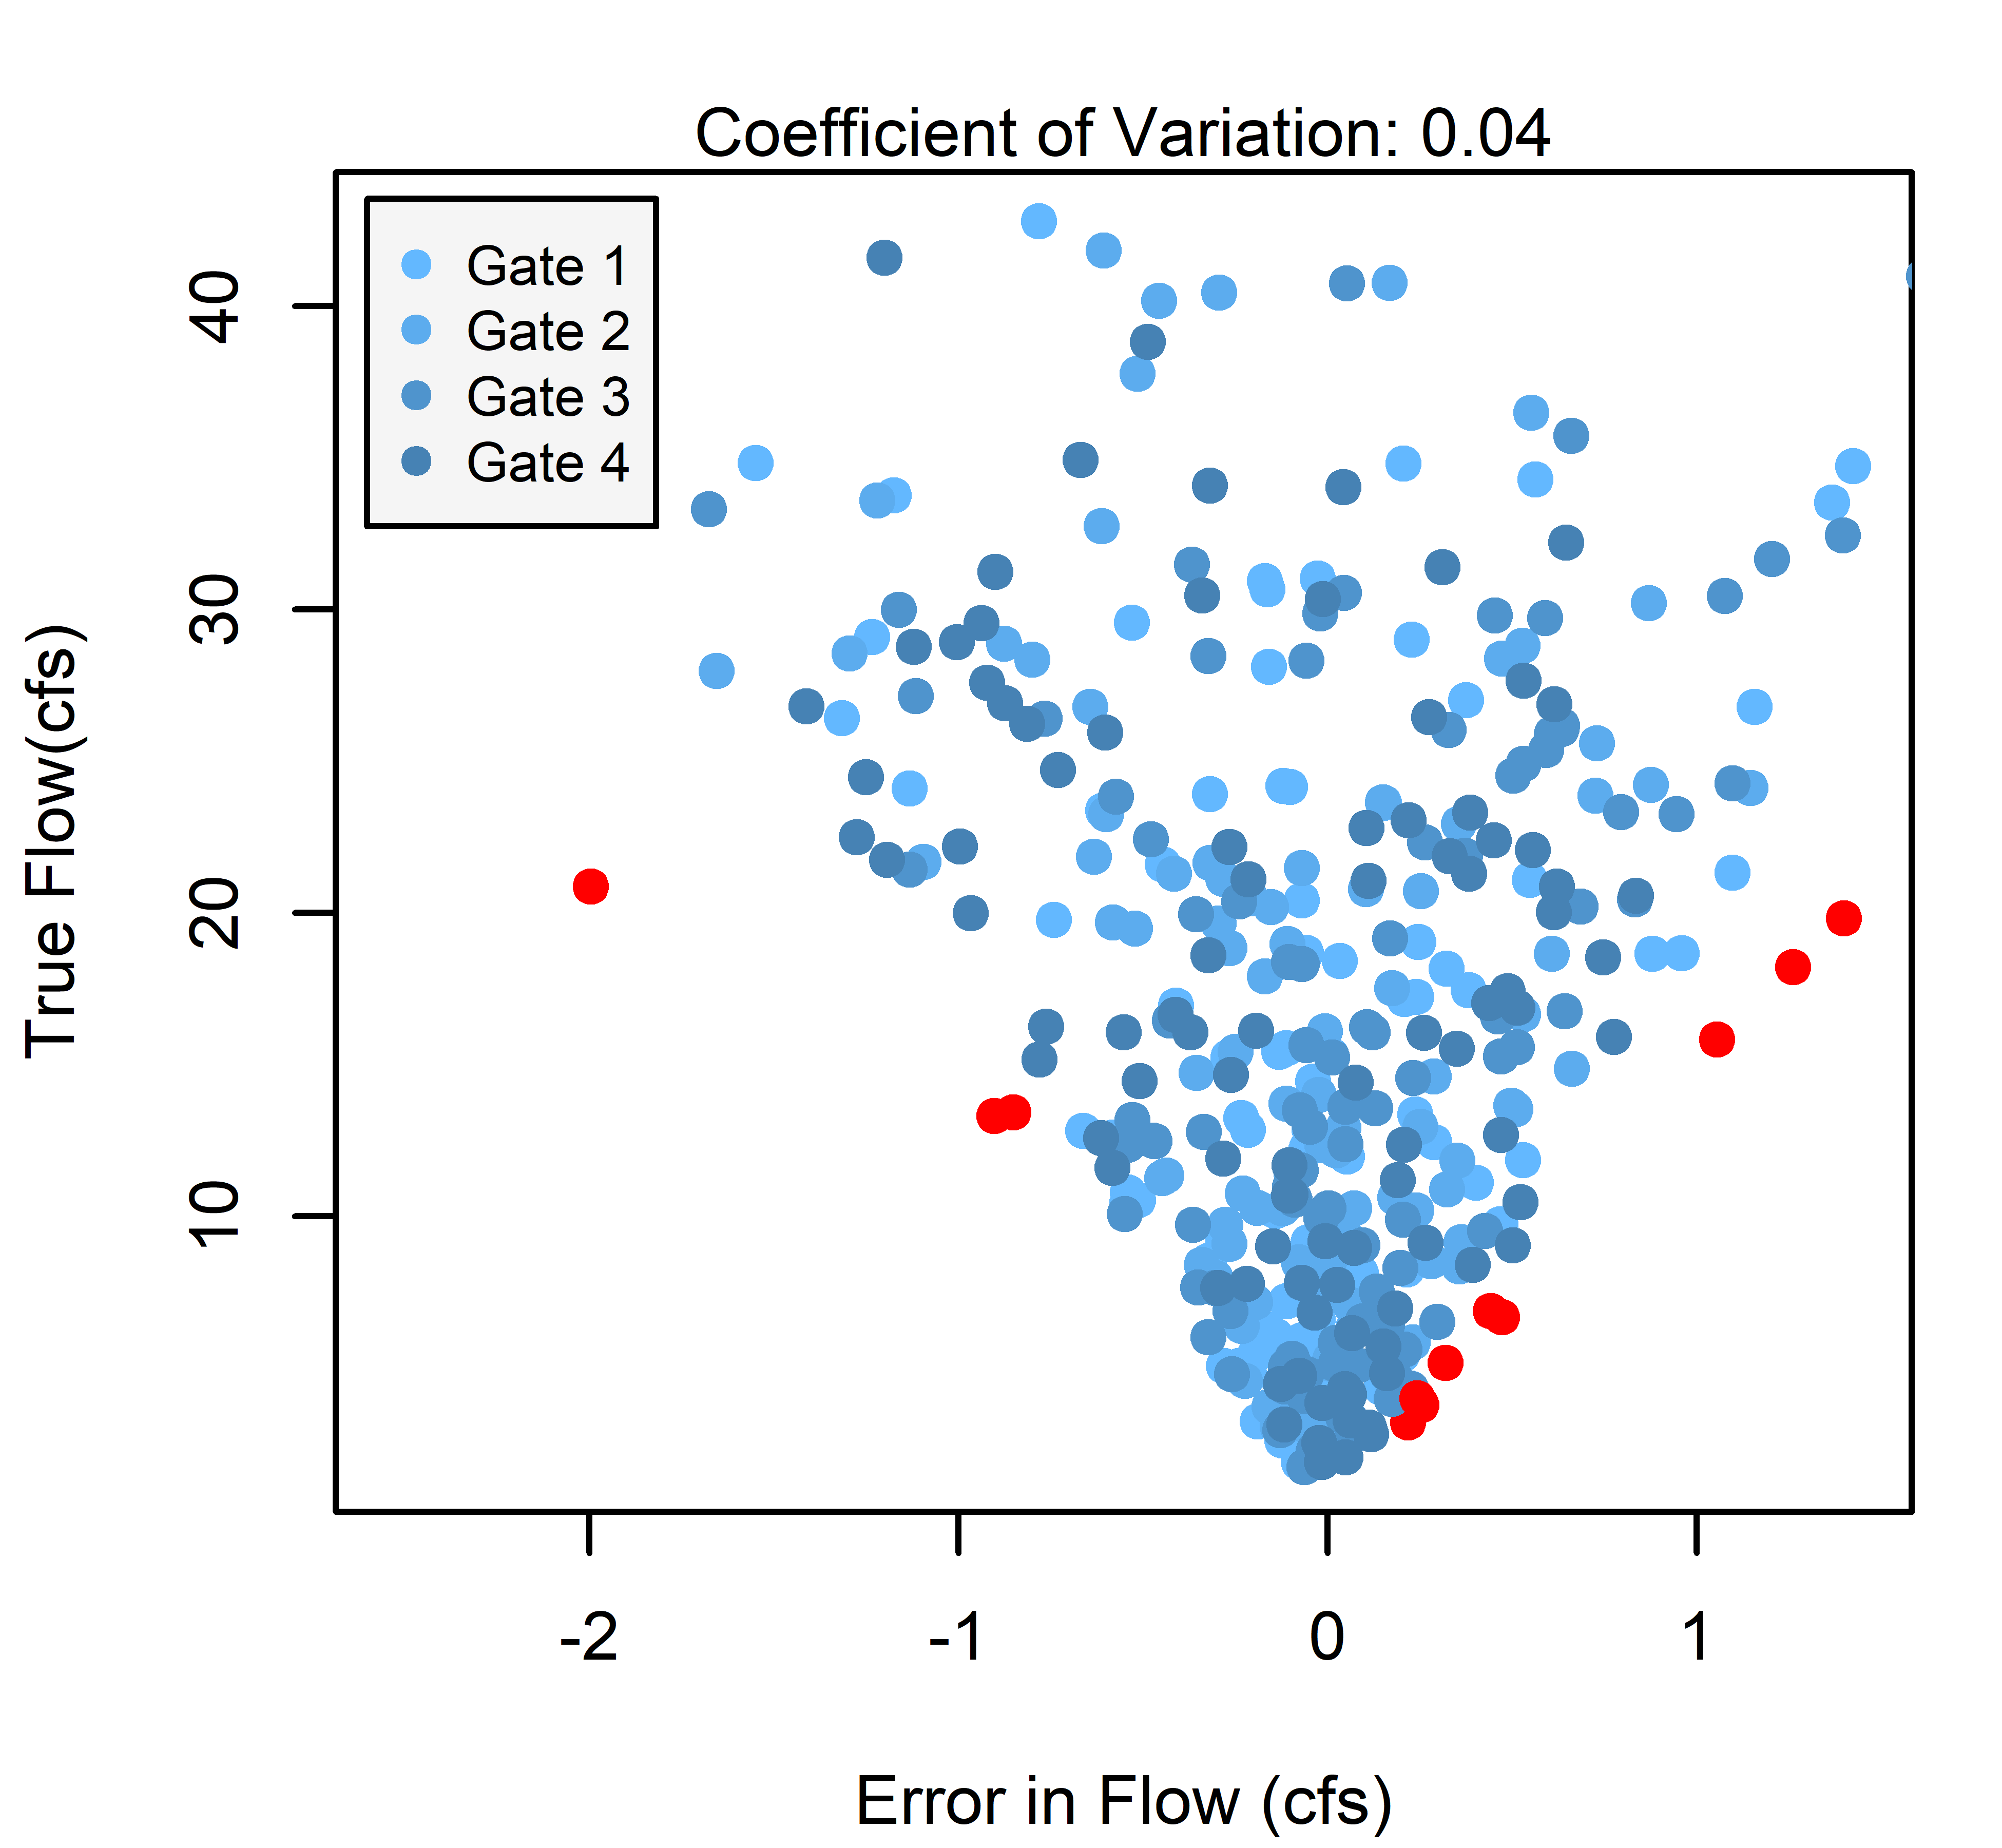 Coefficient of Variation: 0.04
Gate 1
Gate 2
Gate 3
Gate 4
True Flow(cfs)
40
30
20
10
-2 -1 0 1
Error in Flow (cfs)